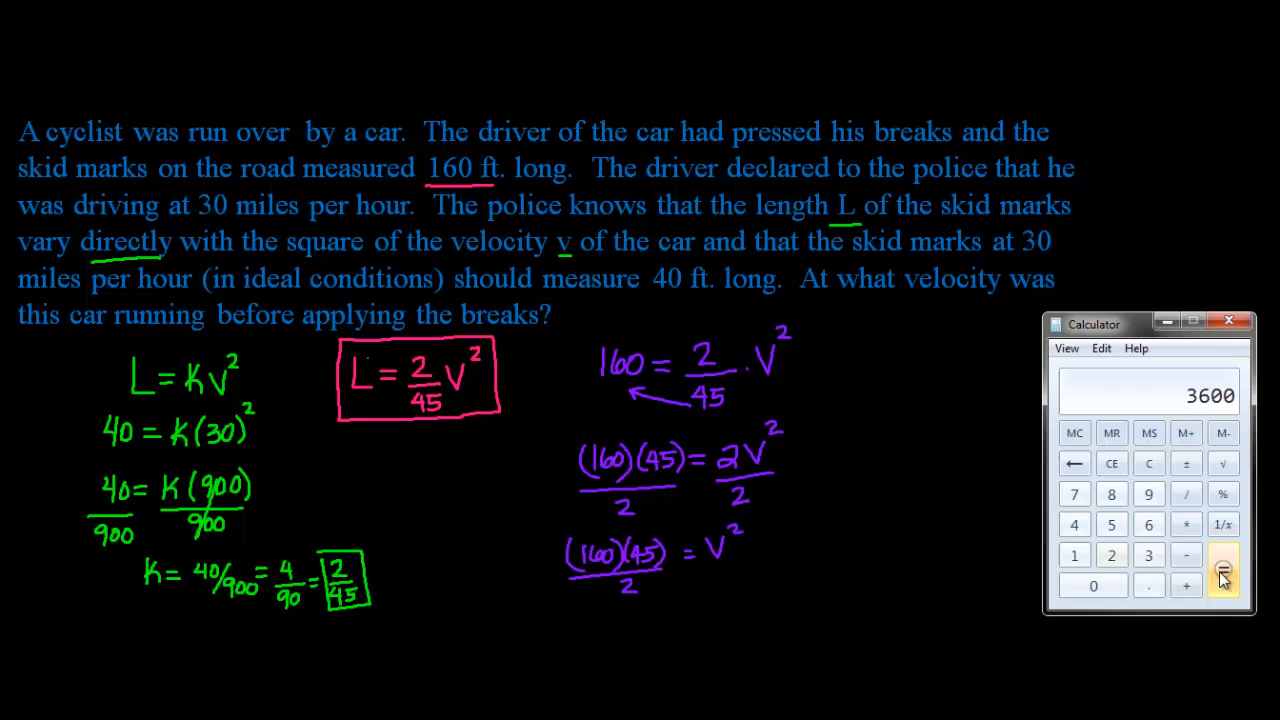 A cyclist was run over by a car. The driver of the car had pressed his breaks and the
skid marks on the road measured 160 ft. long. The driver declared to the police that he
was driving at 30 miles per hour. The police knows that the length L of the skid marks
vary directly with the square of the velocity v of the car and that the skid marks at 30
miles per hour (in ideal conditions) should measure 40 ft. long. At what velocity was
this car running before applying the breaks?
L = KV²
40 = K(30)²
40/900 = K(900)/900
K = 40/900 = 4/90 = 2/45
L = 2/45 V²
160 = 2/45 · V²
(160)(45)/2 = 2V²/2
(160)(45)/2 = V²
Calculator
View Edit Help
3600
MC MR MS M+ M-
← CE C ± √
7 8 9 / %
4 5 6 * 1/x
1 2 3 - =
0 . +